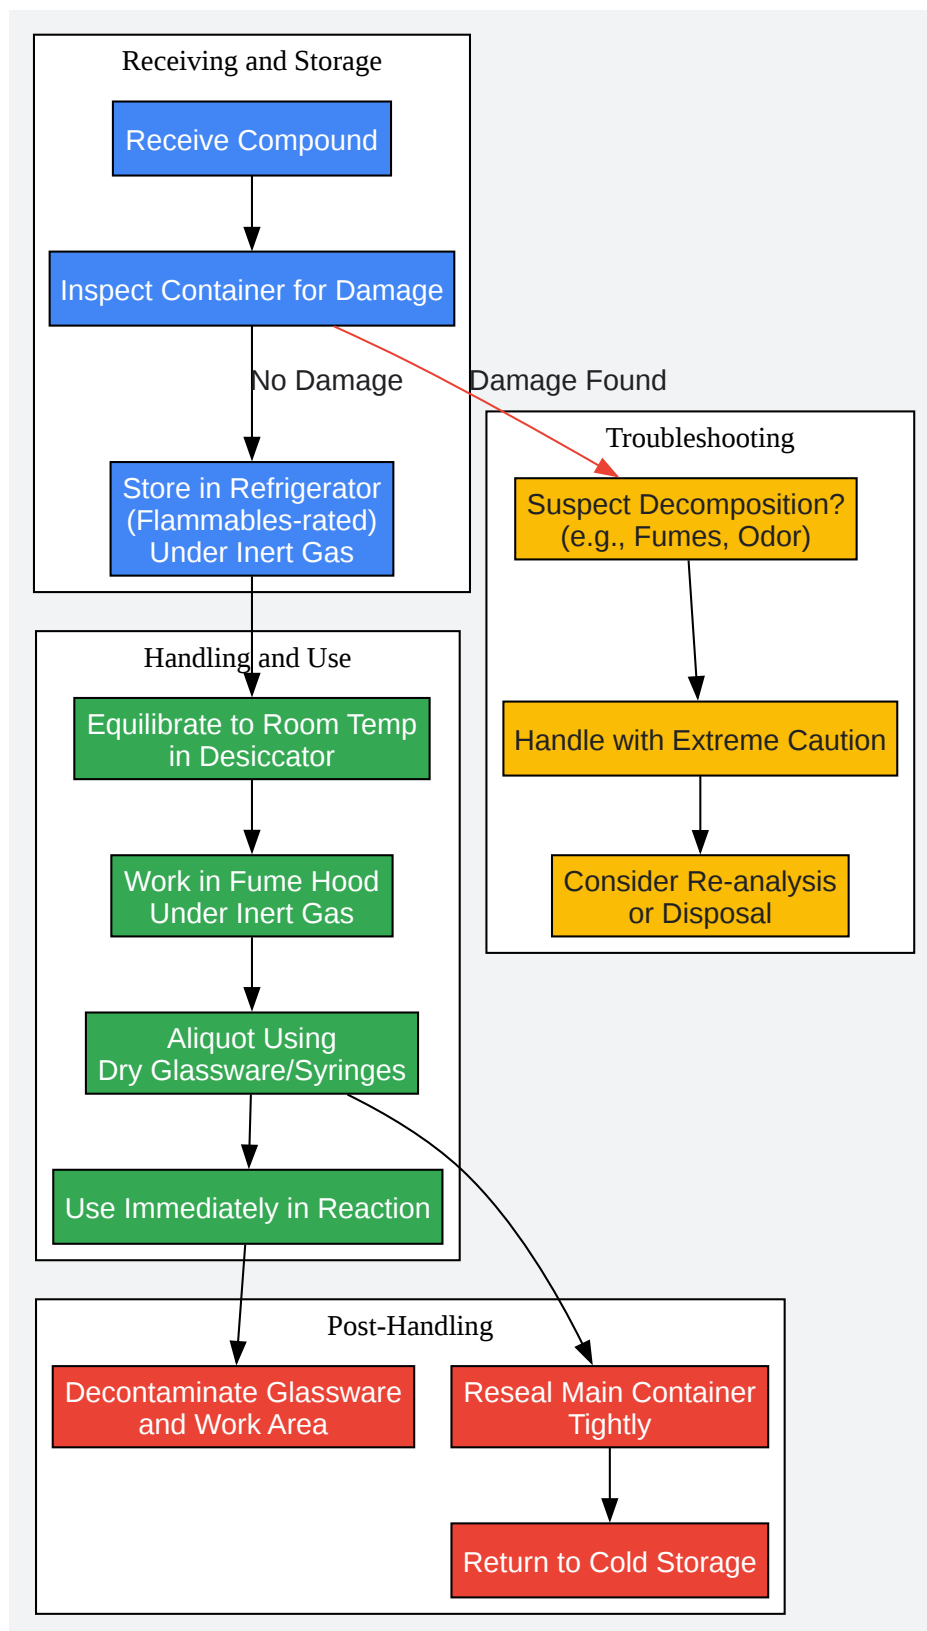 Receiving and Storage
Receive Compound
Inspect Container for Damage
No Damage
Damage Found
Store in Refrigerator
(Flammables-rated)
Under Inert Gas
Troubleshooting
Suspect Decomposition?
(e.g., Fumes, Odor)
Handle with Extreme Caution
Consider Re-analysis
or Disposal
Handling and Use
Equilibrate to Room Temp
in Desiccator
Work in Fume Hood
Under Inert Gas
Aliquot Using
Dry Glassware/Syringes
Use Immediately in Reaction
Post-Handling
Decontaminate Glassware
and Work Area
Reseal Main Container
Tightly
Return to Cold Storage